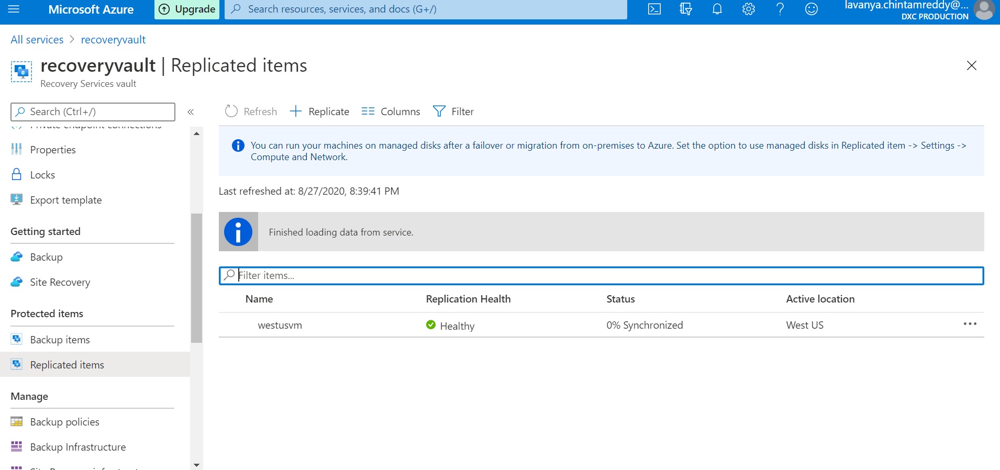 Microsoft Azure
Upgrade
Search resources, services, and docs (G+/)
lavanya.chintamreddy@...
DXC PRODUCTION
All services > recoveryvault
recoveryvault | Replicated items
Recovery Services vault
Search (Ctrl+/)
«
Refresh
Replicate
Columns
Filter
Private endpoint connections
Properties
Locks
Export template
Getting started
Backup
Site Recovery
Protected items
Backup items
Replicated items
Manage
Backup policies
Backup Infrastructure
You can run your machines on managed disks after a failover or migration from on-premises to Azure. Set the option to use managed disks in Replicated item -> Settings ->
Compute and Network.
Last refreshed at: 8/27/2020, 8:39:41 PM
Finished loading data from service.
Filter items...
Name Replication Health Status Active location
westusvm Healthy 0% Synchronized West US